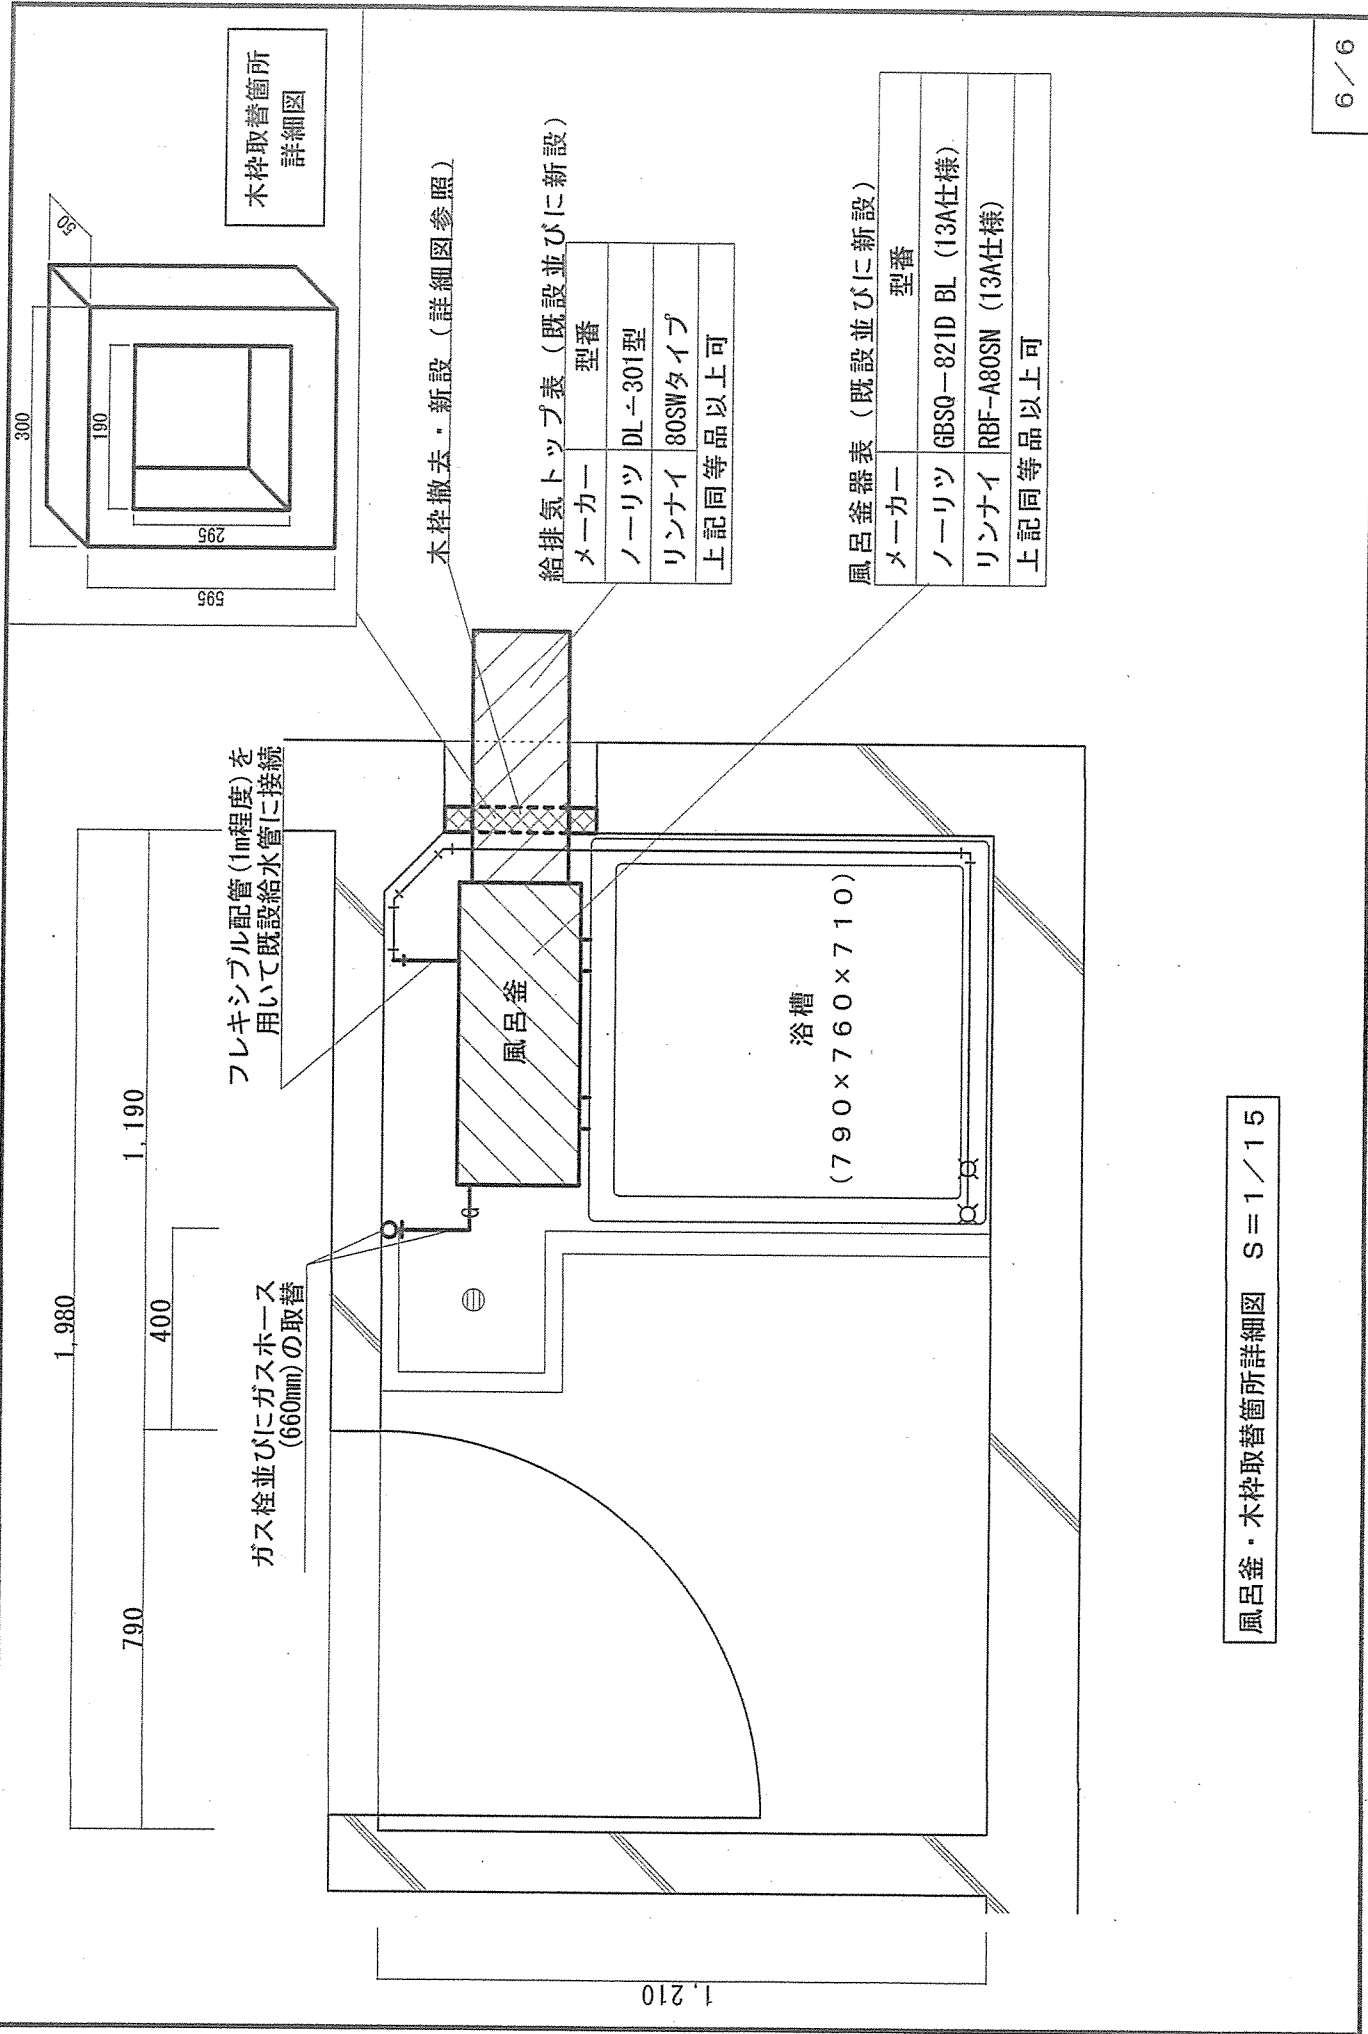 木枠取替箇所
詳細図
300
50
190
295
595
木枠撤去・新設（詳細図参照）
給排気トップ表（既設並びに新設）
メーカー 型番
ノーリツ DL-301型
リンナイ 80SWタイプ
上記同等品以上可
風呂釜器表（既設並びに新設）
メーカー 型番
ノーリツ GBSQ-821D BL (13A仕様)
リンナイ RBF-A80SN (13A仕様)
上記同等品以上可
フレキシブル配管(1m程度)を
用いて既設給水管に接続
1,980
1,190
400
790
ガス栓並びにガスホース
(660mm)の取替
G
風呂釜
浴槽
(790×760×710)
1,210
風呂釜・木枠取替箇所詳細図 S=1/15
6/6